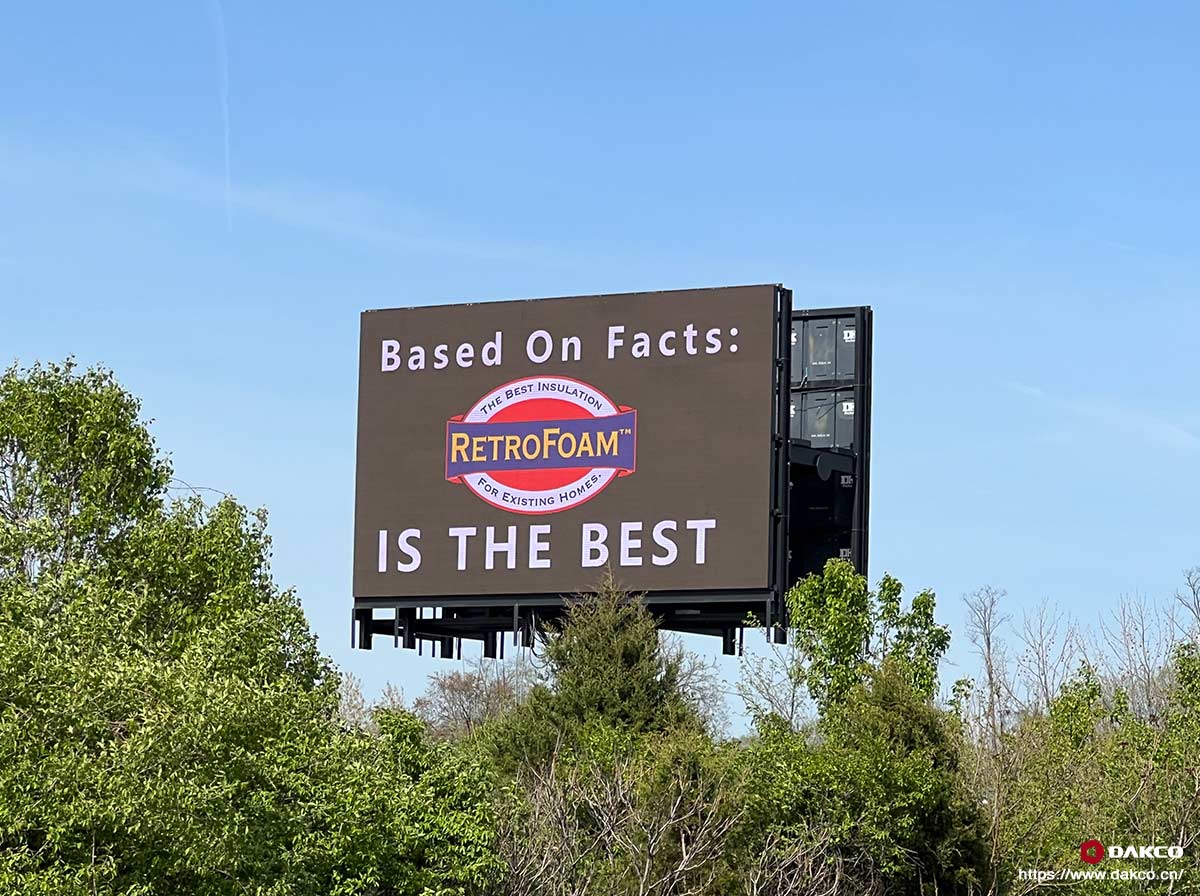 Based On Facts:
THE BEST INSULATION
RETROFOAM™
FOR EXISTING HOMES.
IS THE BEST
DAKCO
https://www.dakco.cn/